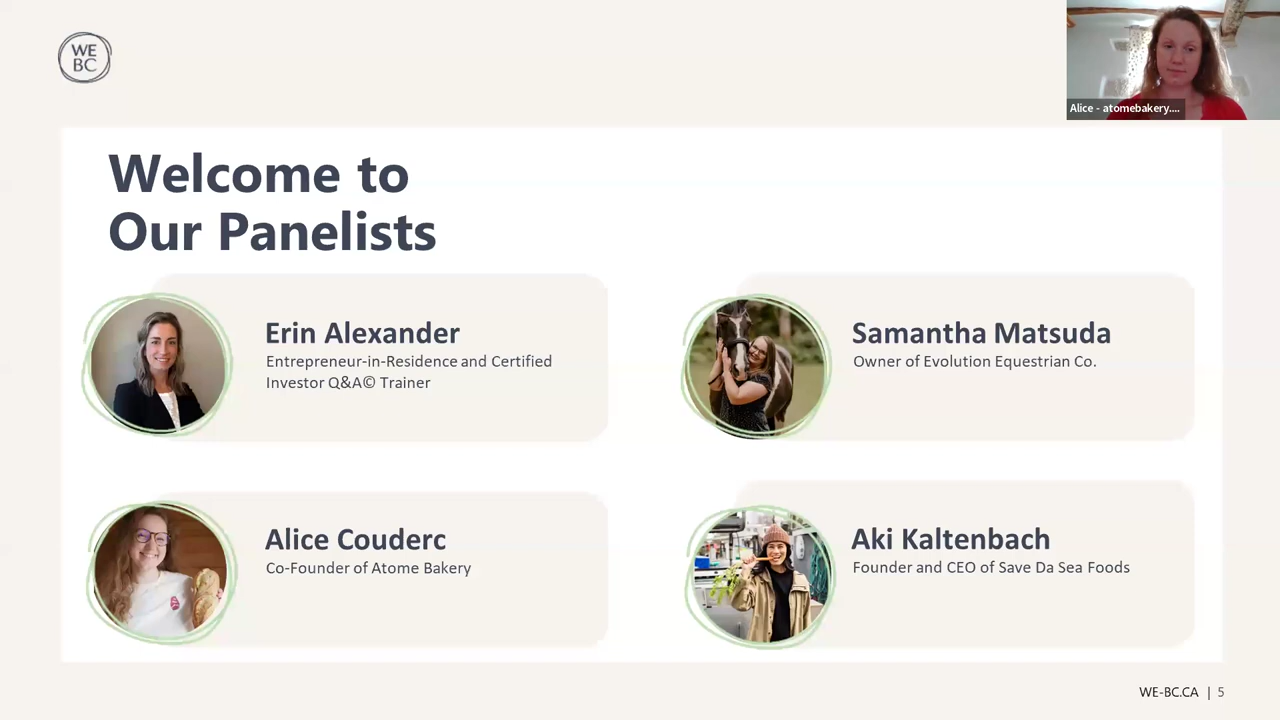 WE
BC
Alice - atomebakery....
Welcome to
Our Panelists
Erin Alexander
Entrepreneur-in-Residence and Certified
Investor Q&A© Trainer
Samantha Matsuda
Owner of Evolution Equestrian Co.
Alice Couderc
Co-Founder of Atome Bakery
Aki Kaltenbach
Founder and CEO of Save Da Sea Foods
WE-BC.CA | 5